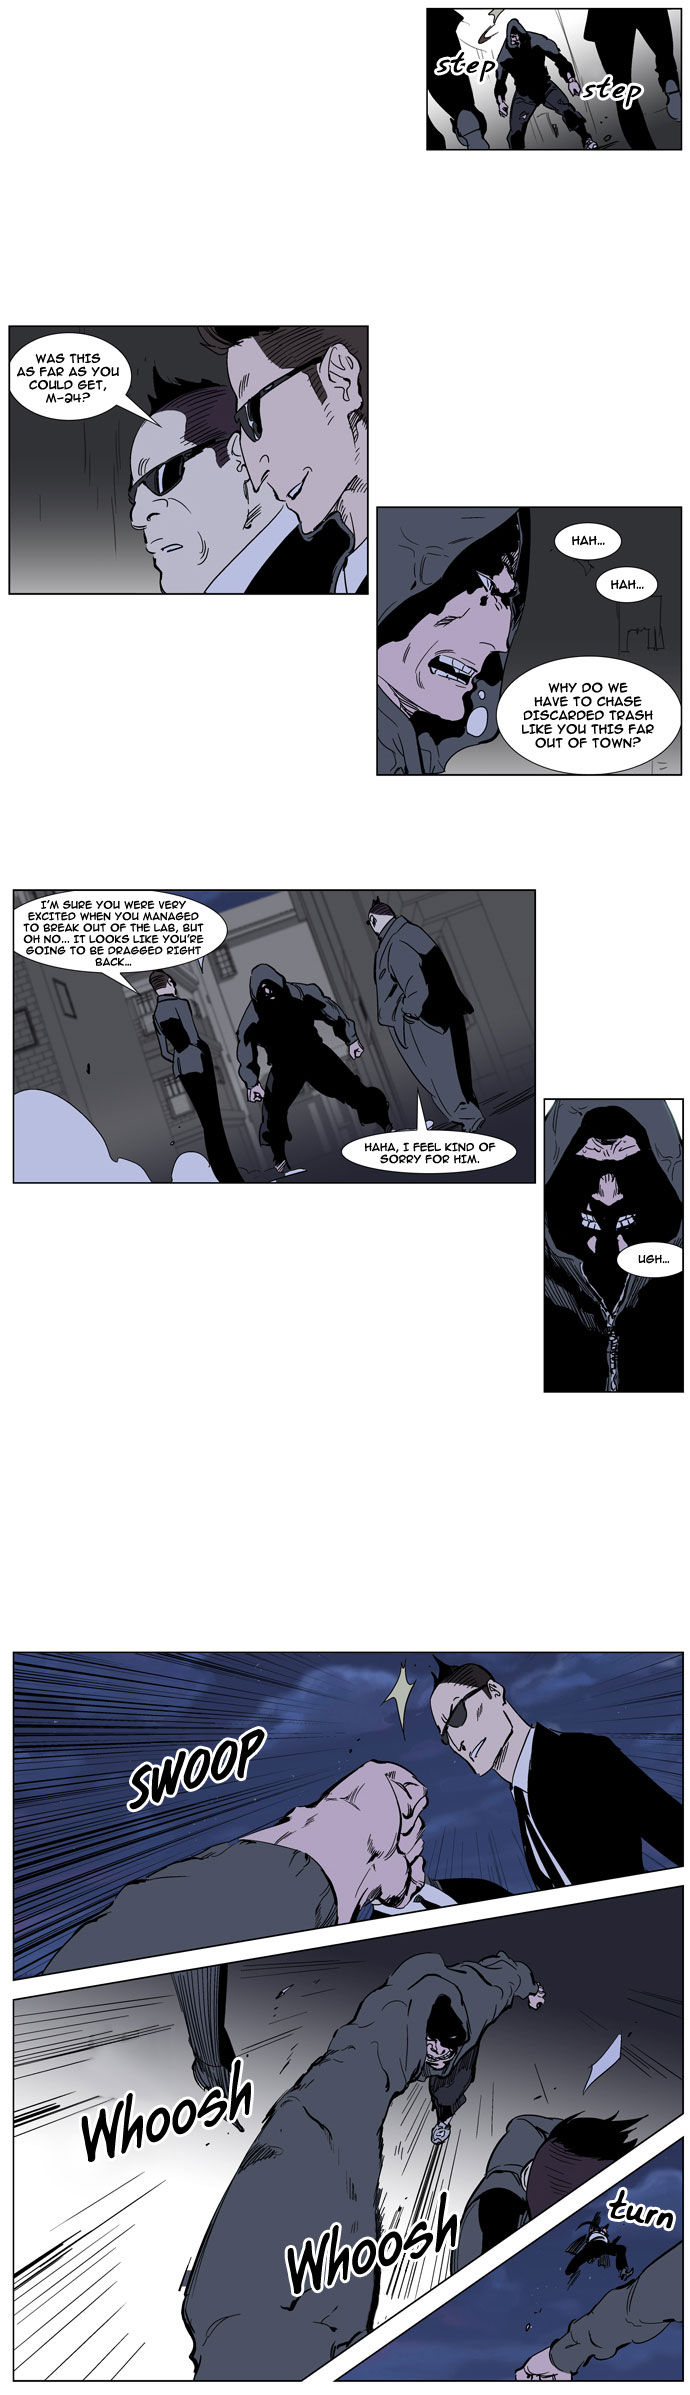 step
step
WAS THIS
AS FAR AS YOU
COULD GET,
M-24?
HAH...
HAH...
WHY DO WE
HAVE TO CHASE
DISCARDED TRASH
LIKE YOU THIS FAR
OUT OF TOWN?
I'M SURE YOU WERE VERY
EXCITED WHEN YOU MANAGED
TO BREAK OUT OF THE LAB, BUT
OH NO... IT LOOKS LIKE YOU'RE
GOING TO BE DRAGGED RIGHT
BACK...
HAHA, I FEEL KIND OF
SORRY FOR HIM.
UGH...
SWOOP
WHOOSH
WHOOSH
turn